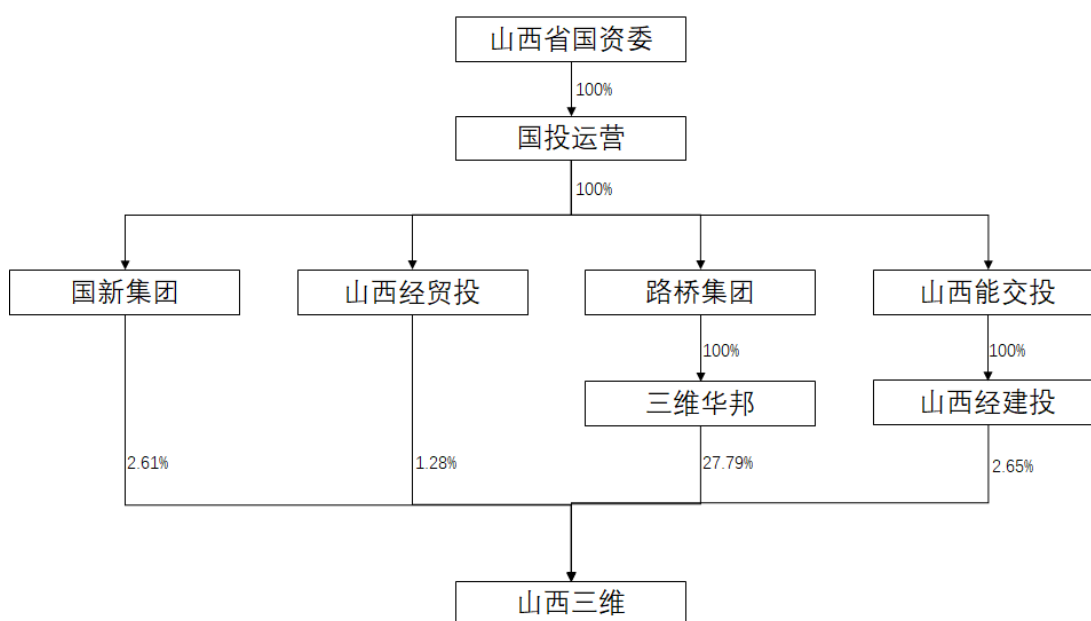 山西省国资委
100%
国投运营
100%
国新集团
山西经贸投
路桥集团
山西能交投
100%
100%
三维华邦
山西经建投
2.61%
1.28%
27.79%
2.65%
山西三维